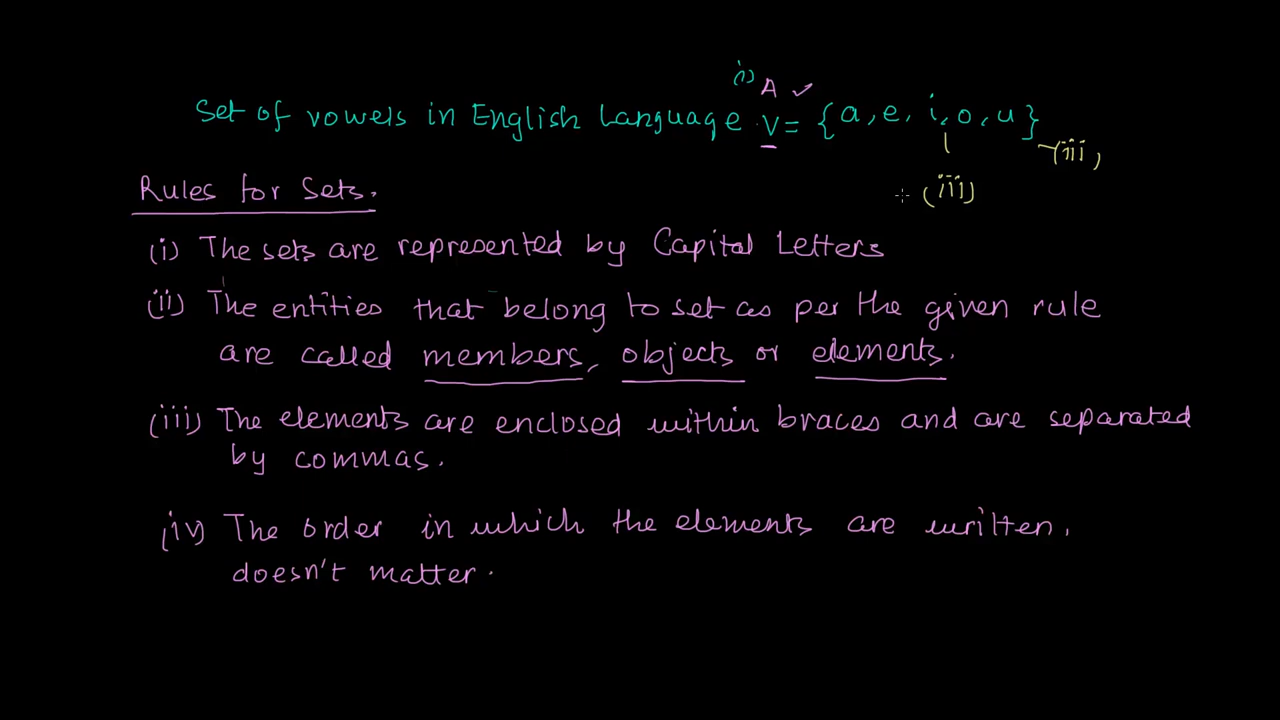 (i) A ✓
Set of vowels in English Language V = {a, e, i, o, u}
(iii)
(iii)
Rules for Sets.
(i) The sets are represented by Capital Letters
(ii) The entities that belong to set as per the given rule
are called members, objects or elements.
(iii) The elements are enclosed within braces and are separated
by commas.
(iv) The order in which the elements are written,
doesn't matter.